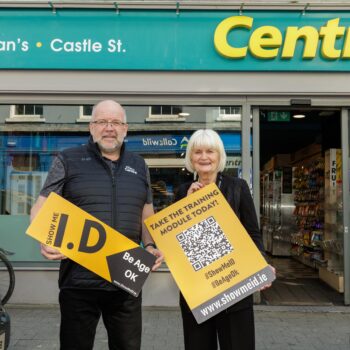 an's • Castle St.
Centr
SHOW ME
I.D
Be Age
OK
TAKE THE TRAINING
MODULE TODAY!
#ShowMeID
#BeAgeOk
www.showmeid.ie